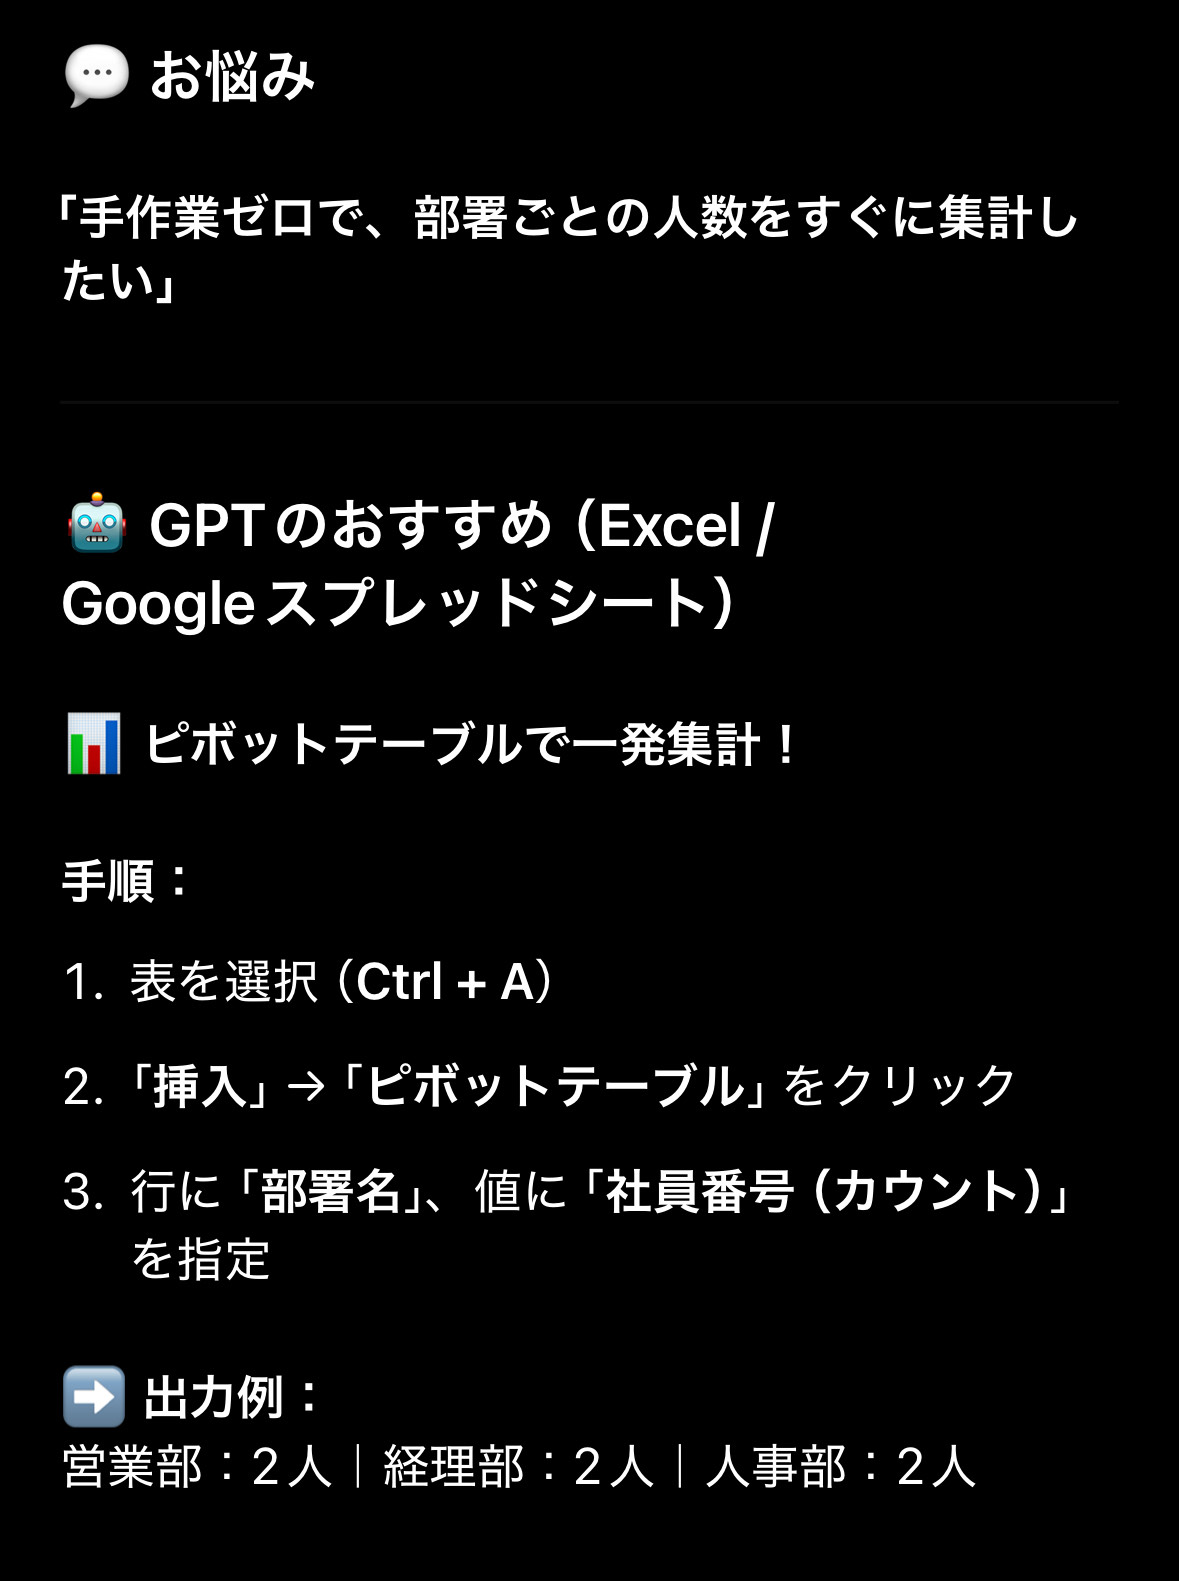 💬 お悩み
「手作業ゼロで、部署ごとの人数をすぐに集計し
たい」
🤖 GPTのおすすめ（Excel /
Googleスプレッドシート）
📊 ピボットテーブルで一発集計！
手順：
1. 表を選択（Ctrl + A）
2. 「挿入」→「ピボットテーブル」をクリック
3. 行に「部署名」、値に「社員番号（カウント）」
を指定
➡️ 出力例：
営業部：2人｜経理部：2人｜人事部：2人